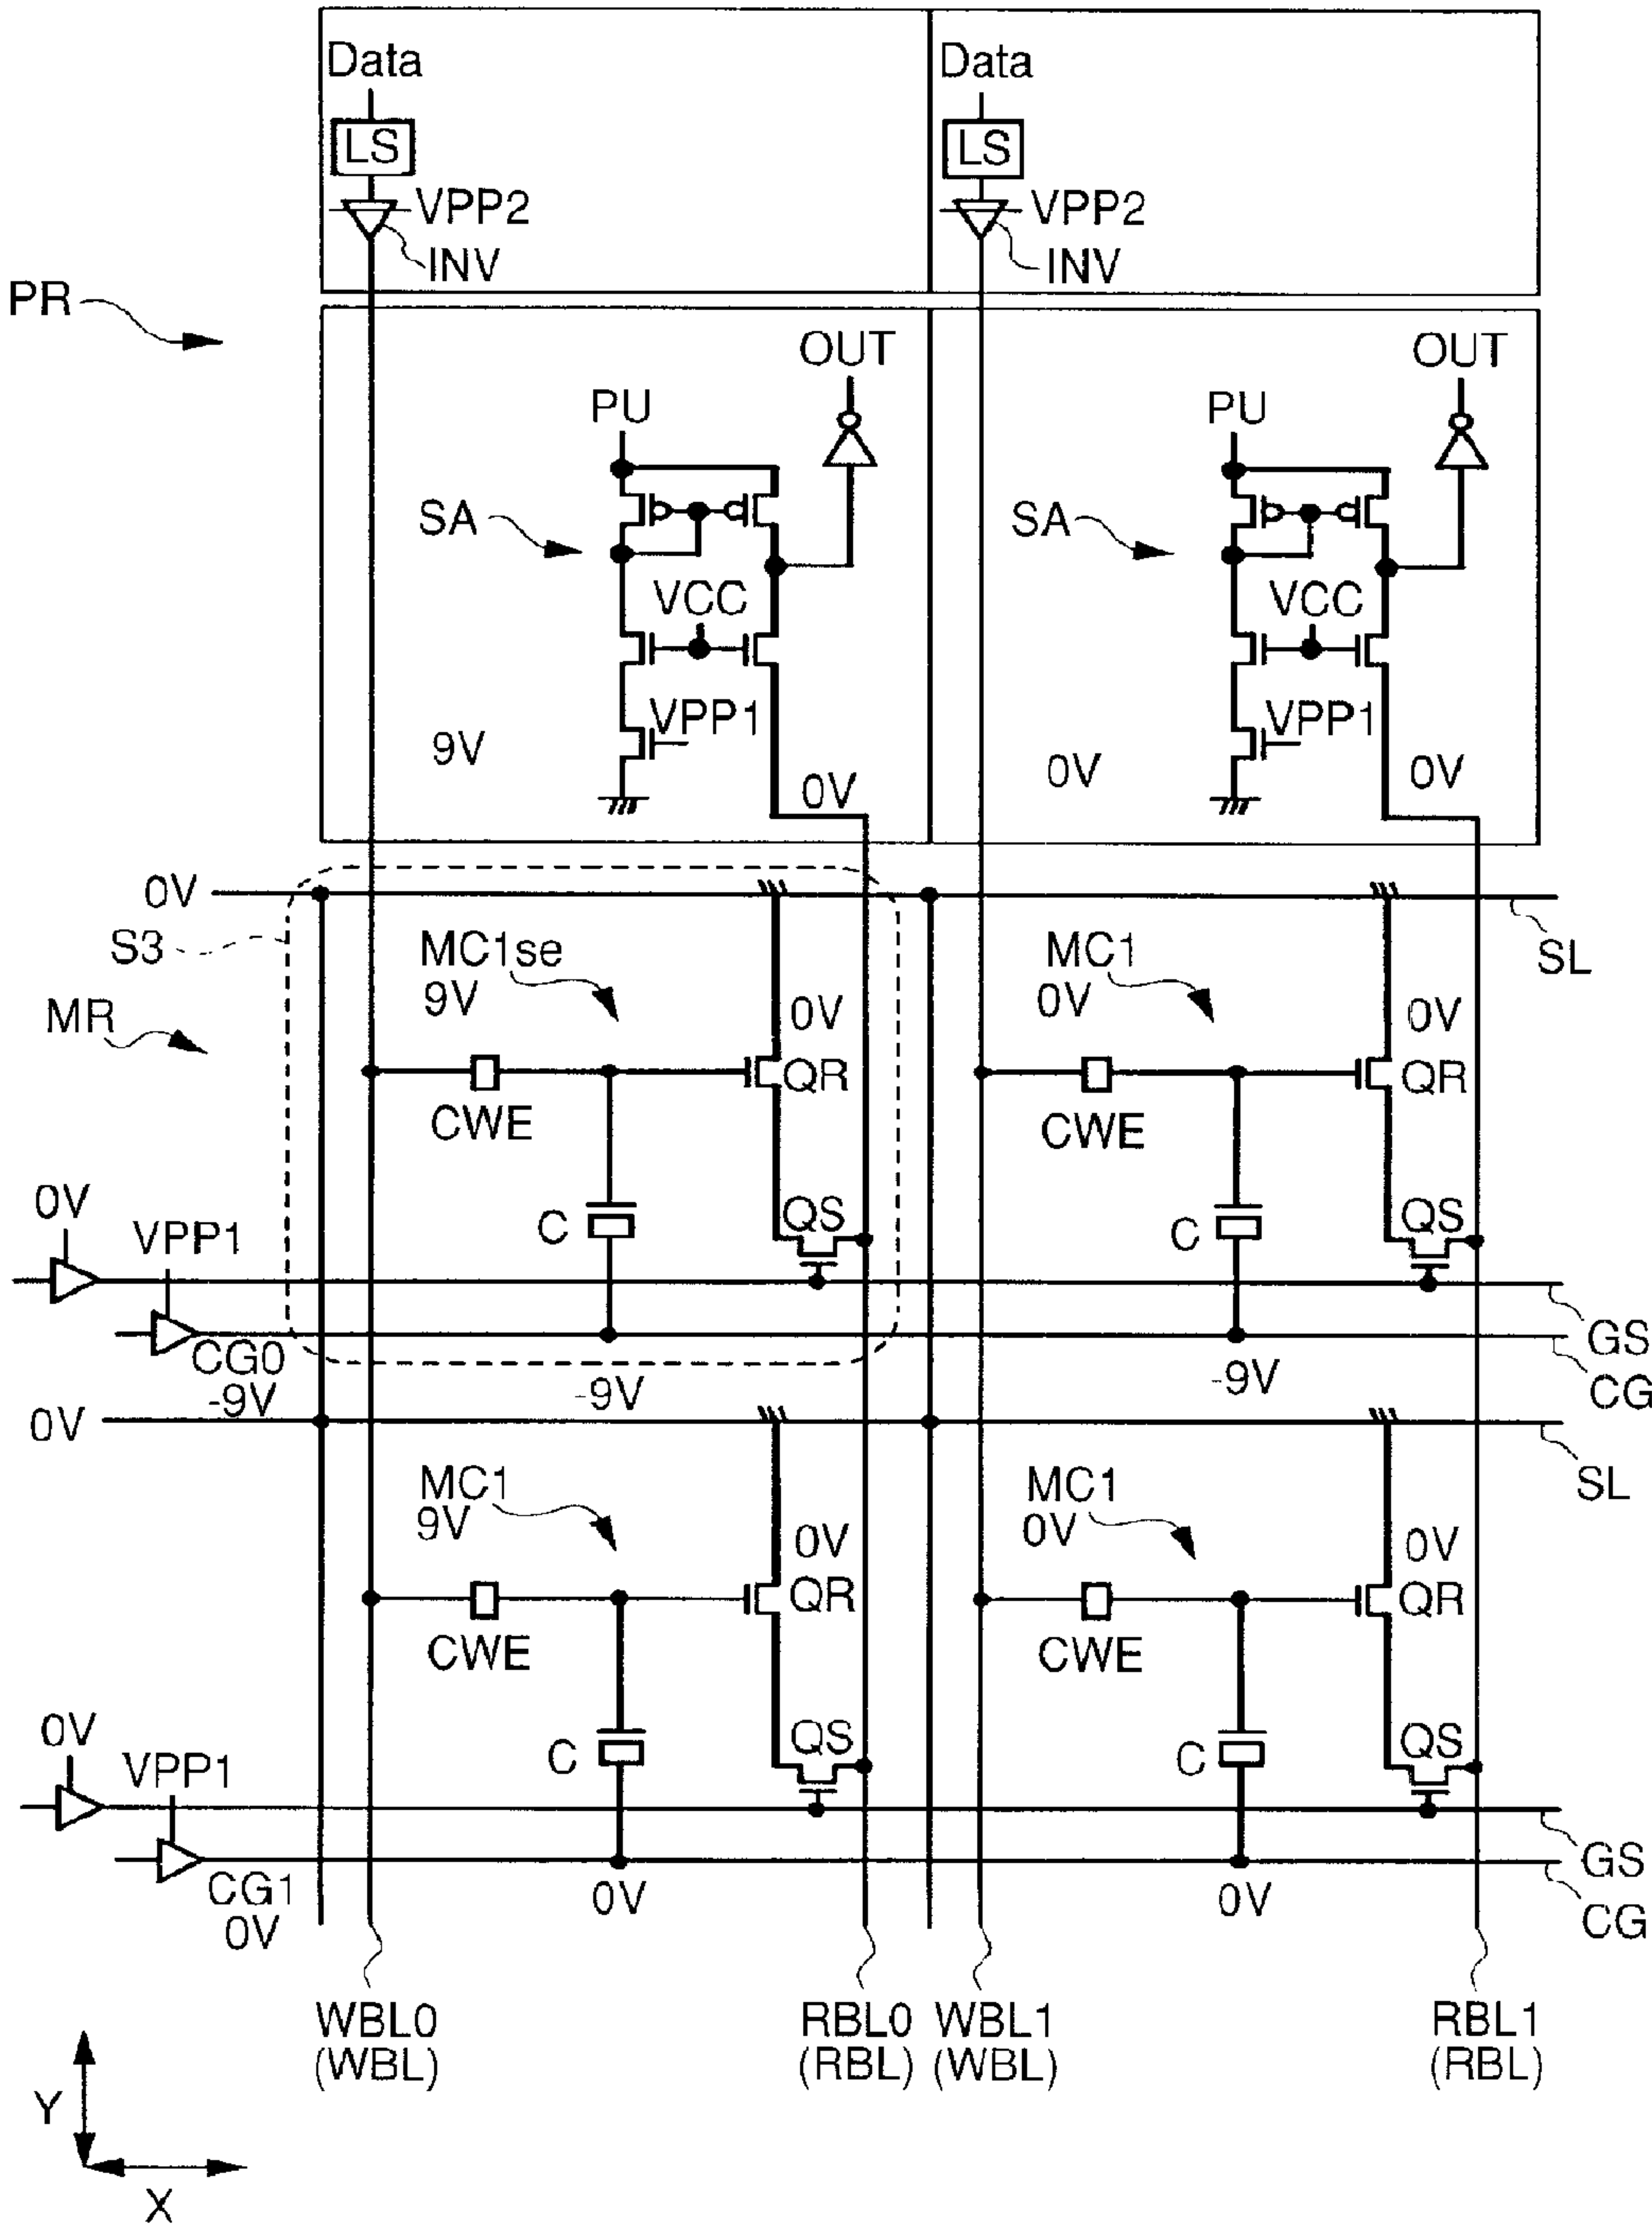 Data
Data
LS
LS
VPP2
VPP2
INV
INV
PR
OUT
OUT
PU
PU
SA
SA
VCC
VCC
VPP1
VPP1
9V
0V
0V
0V
0V
S3
SL
MC1se
9V
MC1
0V
MR
0V
0V
QR
QR
CWE
CWE
0V
VPP1
C
QS
C
QS
GS
CG0
-9V
-9V
-9V
CG
0V
SL
MC1
9V
MC1
0V
0V
0V
QR
QR
CWE
CWE
0V
VPP1
C
QS
C
QS
GS
CG1
0V
0V
0V
CG
WBL0
(WBL)
RBL0
(RBL)
WBL1
(WBL)
RBL1
(RBL)
Y
X